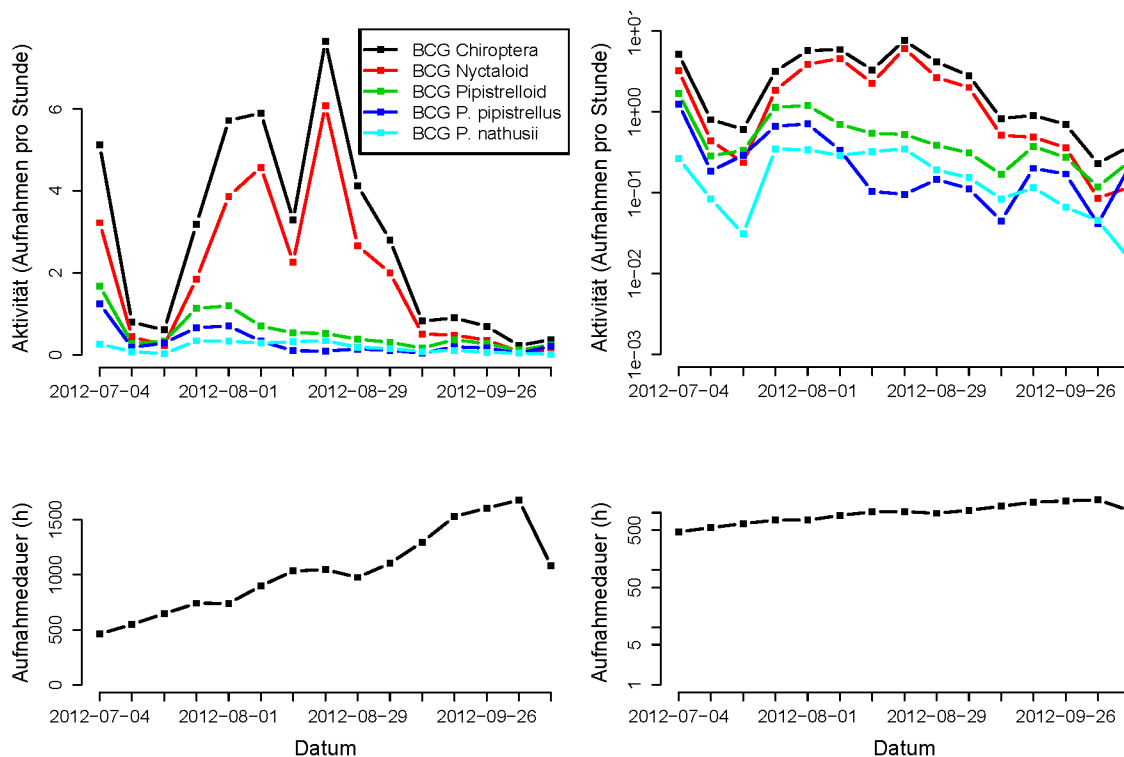 Aktivität (Aufnahmen pro Stunde)
0
2
4
6
BCG Chiroptera
BCG Nyctaloid
BCG Pipistrelloid
BCG P. pipistrellus
BCG P. nathusii
2012−07−04
2012−08−01
2012−08−29
2012−09−26
Aktivität (Aufnahmen pro Stunde)
1e−03
1e−02
1e−01
1e+00
2012−07−04
2012−08−01
2012−08−29
2012−09−26
Aufnahmedauer (h)
0
500
1000
1500
2012−07−04
2012−08−01
2012−08−29
2012−09−26
Datum
Aufnahmedauer (h)
1
5
50
500
2012−07−04
2012−08−01
2012−08−29
2012−09−26
Datum